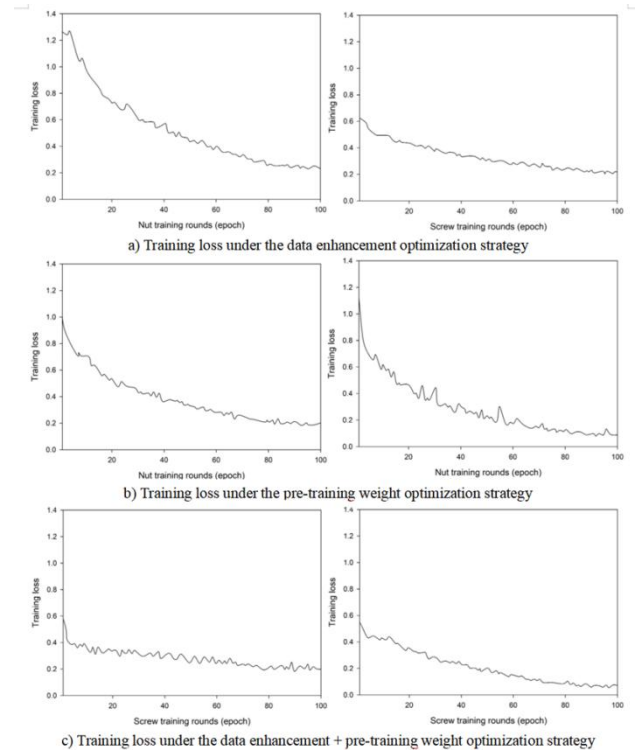 1.4
1.2
1.0
0.8
0.6
0.4
0.2
0.0
Training loss
20 40 60 80 100
Nut training rounds (epoch)
1.4
1.2
1.0
0.8
0.6
0.4
0.2
0.0
Training loss
20 40 60 80 100
Screw training rounds (epoch)
a) Training loss under the data enhancement optimization strategy
1.4
1.2
1.0
0.8
0.6
0.4
0.2
0.0
Training loss
20 40 60 80 100
Nut training rounds (epoch)
1.4
1.2
1.0
0.8
0.6
0.4
0.2
0.0
Training loss
20 40 60 80 100
Nut training rounds (epoch)
b) Training loss under the pre-training weight optimization strategy
1.4
1.2
1.0
0.8
0.6
0.4
0.2
0.0
Training loss
20 40 60 80 100
Screw training rounds (epoch)
1.4
1.2
1.0
0.8
0.6
0.4
0.2
0.0
Training loss
20 40 60 80 100
Screw training rounds (epoch)
c) Training loss under the data enhancement + pre-training weight optimization strategy